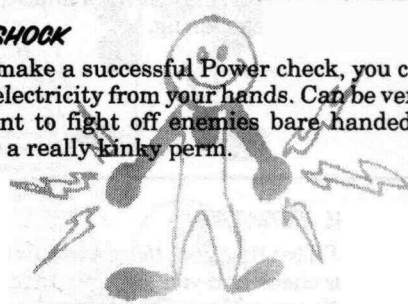 SHOCK
make a successful Power check, you c
electricity from your hands. Can be ver
nt to fight off enemies bare handed
a really kinky perm.